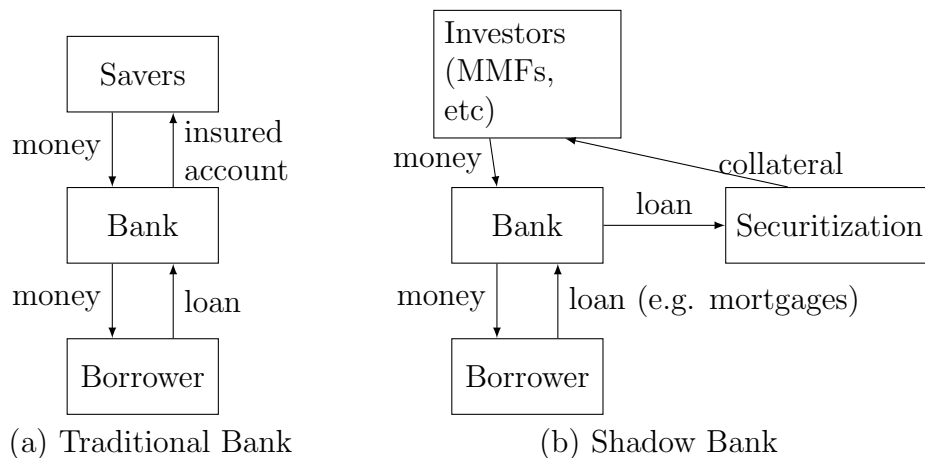 Savers
money
insured
account
Bank
money
loan
Borrower
(a) Traditional Bank
Investors
(MMFs,
etc)
money
collateral
Bank
loan
Securitization
money
loan (e.g. mortgages)
Borrower
(b) Shadow Bank